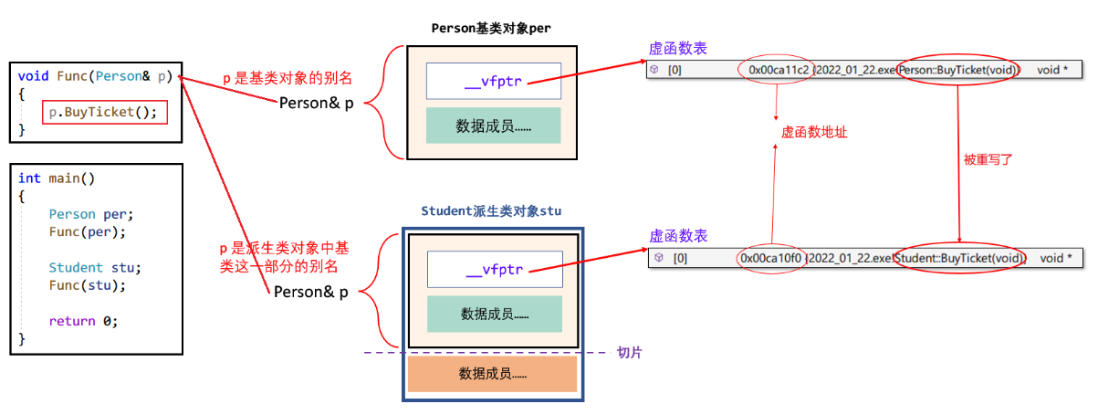 Person基类对象per
void Func(Person& p)
{
p.BuyTicket();
}
p 是基类对象的别名
Person& p
__vfptr
数据成员……
虚函数表
[0] 0x00ca11c2 {2022_01_22.exe!Person::BuyTicket(void)} void *
虚函数地址
被重写了
int main()
{
Person per;
Func(per);
Student stu;
Func(stu);
return 0;
}
Student派生类对象stu
p 是派生类对象中基
类这一部分的别名
Person& p
__vfptr
数据成员……
虚函数表
[0] 0x00ca10f0 {2022_01_22.exe!Student::BuyTicket(void)} void *
切片
数据成员……